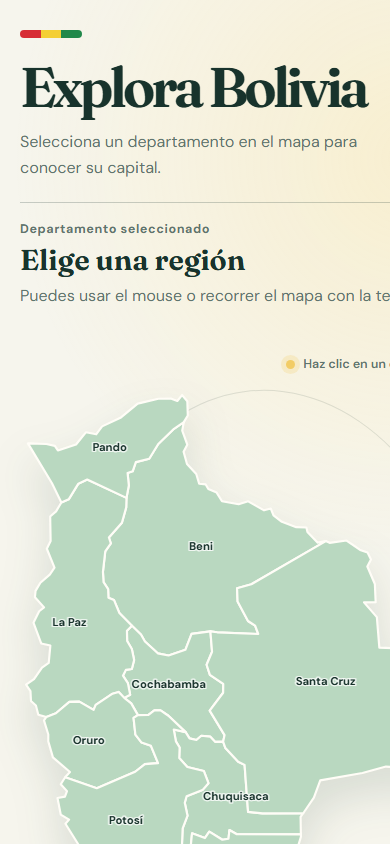 Explora Bolivia
Selecciona un departamento en el mapa para
conocer su capital.
Departamento seleccionado
Elige una región
Puedes usar el mouse o recorrer el mapa con la te
Haz clic en un
Pando
Beni
La Paz
Cochabamba
Santa Cruz
Oruro
Chuquisaca
Potosí